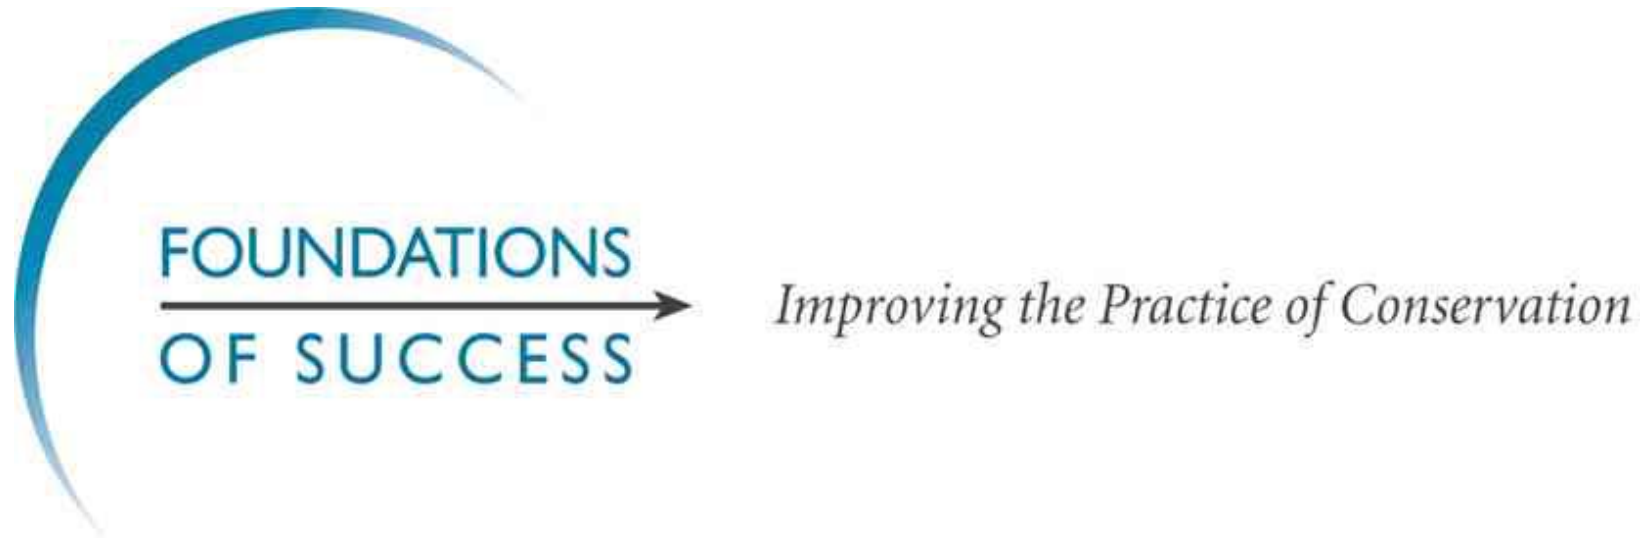 FOUNDATIONS
OF SUCCESS
Improving the Practice of Conservation